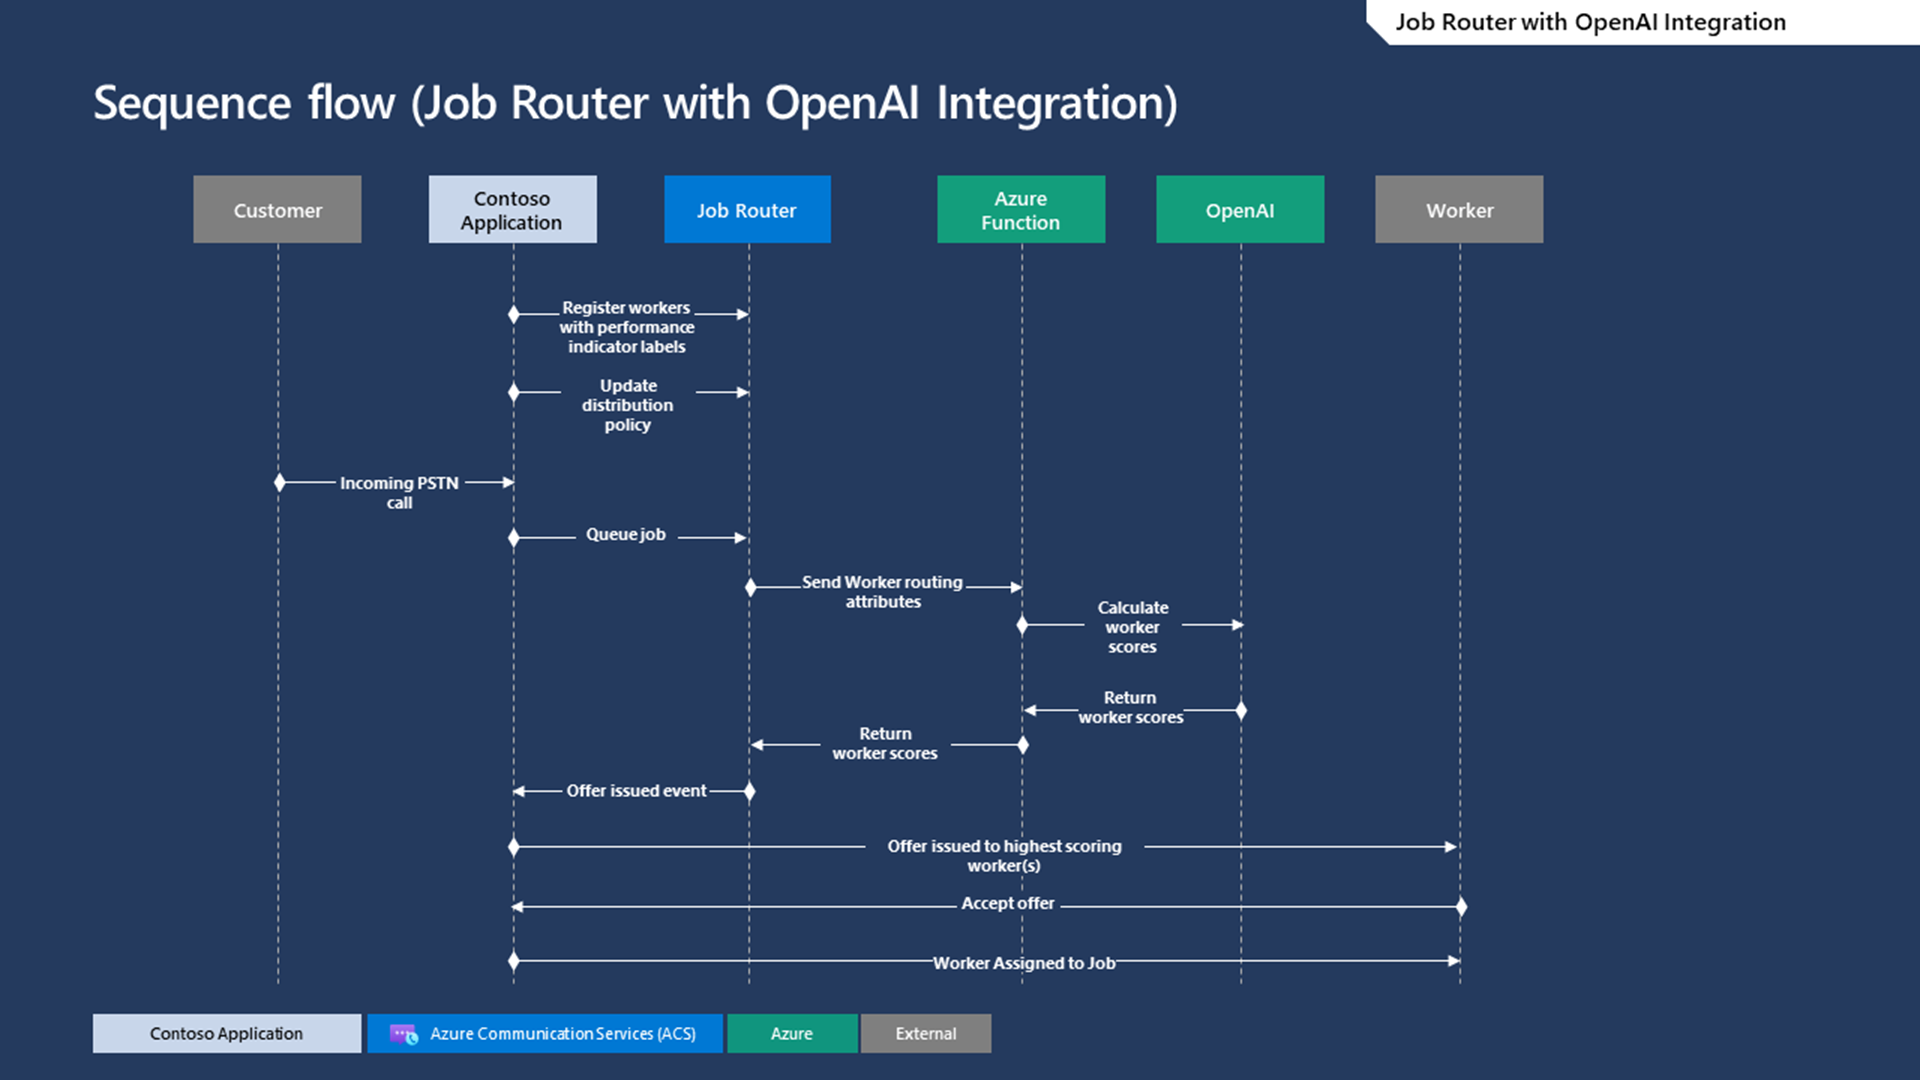 Job Router with OpenAI Integration
Sequence flow (Job Router with OpenAI Integration)
Customer
Contoso
Application
Job Router
Azure
Function
OpenAI
Worker
Register workers
with performance
indicator labels
Update
distribution
policy
Incoming PSTN
call
Queue job
Send Worker routing
attributes
Calculate
worker
scores
Return
worker scores
Return
worker scores
Offer issued event
Offer issued to highest scoring
worker(s)
Accept offer
Worker Assigned to Job
Contoso Application
Azure Communication Services (ACS)
Azure
External